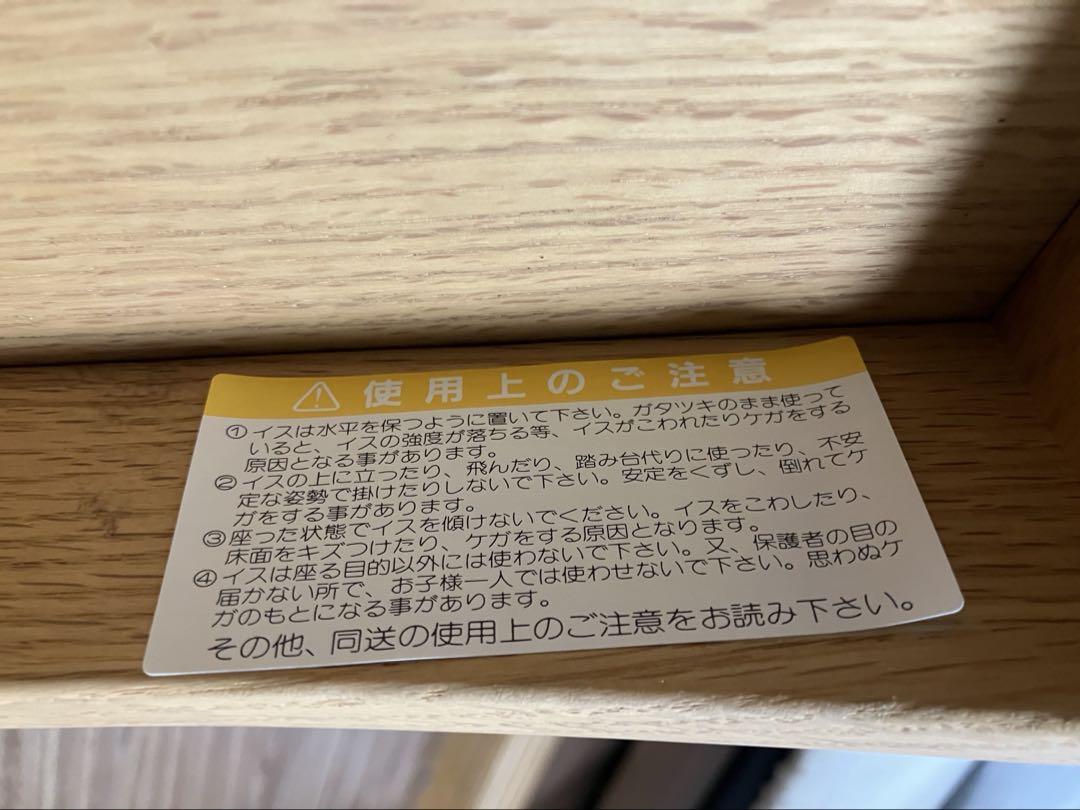 使用上のご注意
①イスは水平を保つように置いて下さい。ガタツキのまま使って
いると、イスの強度が落ちる等、イスがこわれたりケガをする
原因となる事があります。
②イスの上に立ったり、飛んだり、踏み台代りに使ったり、不安
定な姿勢で掛けたりしないで下さい。安定をくずし、倒れてケ
ガをする事があります。
③座った状態でイスを傾けないでください。イスをこわしたり、
床面をキズつけたり、ケガをする原因となります。
④イスは座る目的以外には使わないで下さい。又、保護者の目の
届かない所で、お子様一人では使わせないで下さい。思わぬケ
ガのもとになる事があります。
その他、同送の使用上のご注意をお読み下さい。